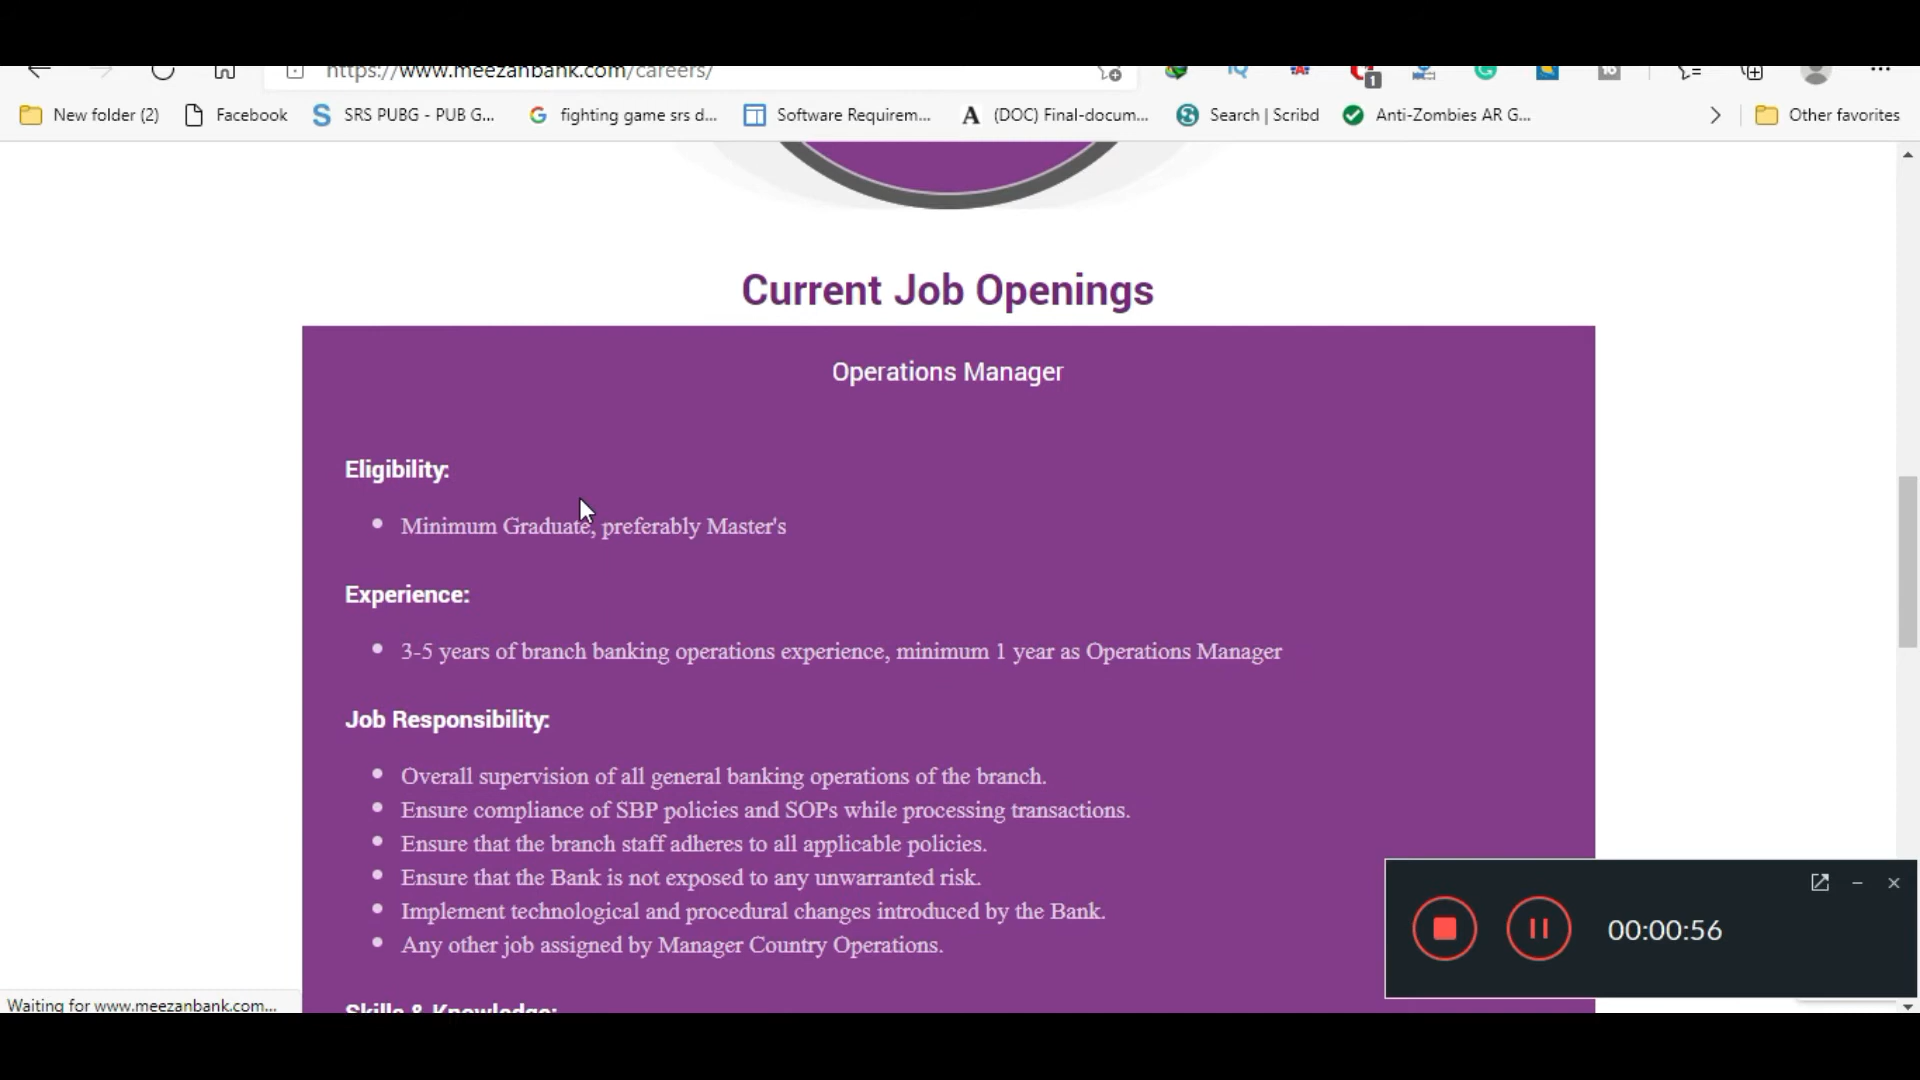 https://www.meezanbank.com/careers/
1
New folder (2) Facebook SRS PUBG - PUB G... fighting game srs d... Software Requirem... (DOC) Final-docum... Search | Scribd Anti-Zombies AR G... Other favorites
Current Job Openings
Operations Manager
Eligibility:
Minimum Graduate, preferably Master's
Experience:
3-5 years of branch banking operations experience, minimum 1 year as Operations Manager
Job Responsibility:
Overall supervision of all general banking operations of the branch.
Ensure compliance of SBP policies and SOPs while processing transactions.
Ensure that the branch staff adheres to all applicable policies.
Ensure that the Bank is not exposed to any unwarranted risk.
Implement technological and procedural changes introduced by the Bank.
Any other job assigned by Manager Country Operations.
00:00:56
Waiting for www.meezanbank.com...
Skills & Knowledge: